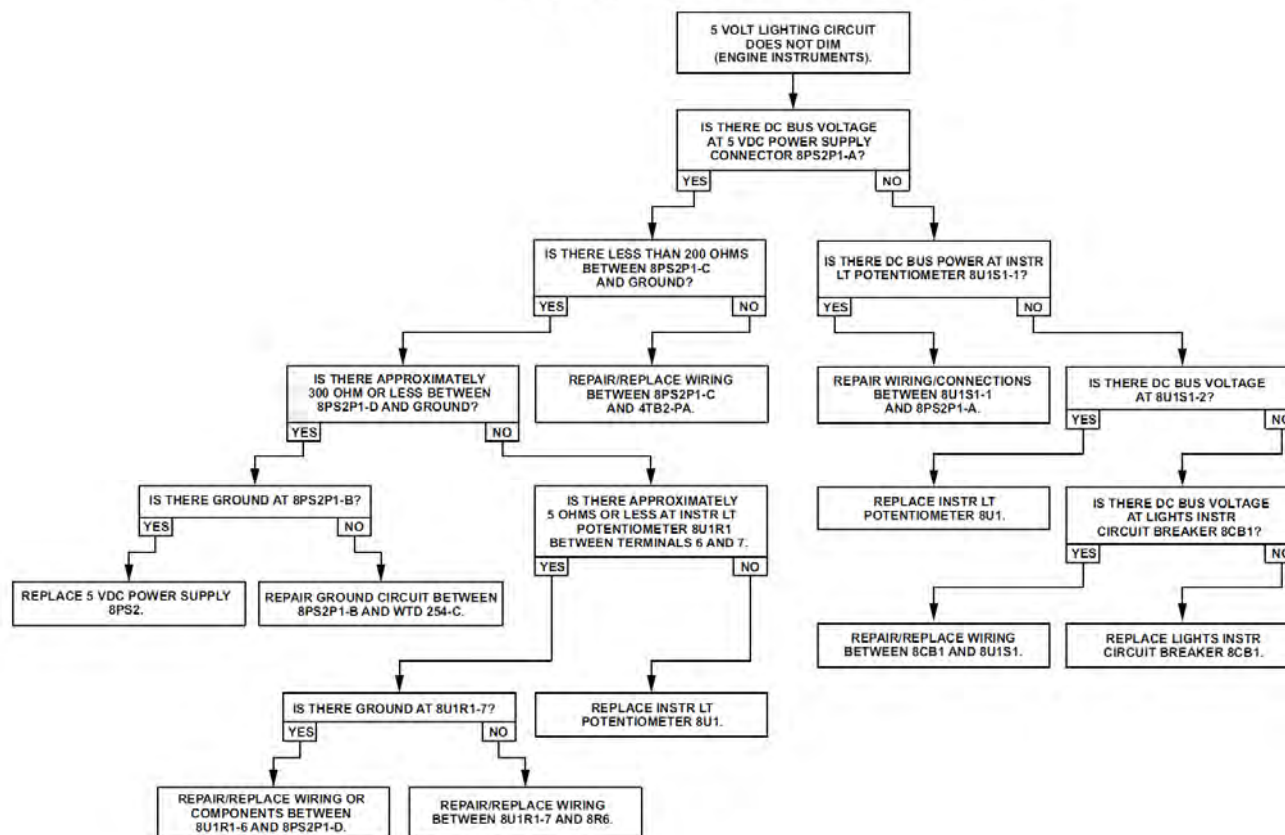 5 VOLT LIGHTING CIRCUIT
DOES NOT DIM
(ENGINE INSTRUMENTS).
IS THERE DC BUS VOLTAGE
AT 5 VDC POWER SUPPLY
CONNECTOR 8PS2P1-A?
YES
NO
IS THERE LESS THAN 200 OHMS
BETWEEN 8PS2P1-C
AND GROUND?
YES
NO
IS THERE DC BUS POWER AT INSTR
LT POTENTIOMETER 8U1S1-1?
YES
NO
IS THERE APPROXIMATELY
300 OHM OR LESS BETWEEN
8PS2P1-D AND GROUND?
YES
NO
REPAIR/REPLACE WIRING
BETWEEN 8PS2P1-C
AND 4TB2-PA.
REPAIR WIRING/CONNECTIONS
BETWEEN 8U1S1-1
AND 8PS2P1-A.
IS THERE DC BUS VOLTAGE
AT 8U1S1-2?
YES
NO
IS THERE GROUND AT 8PS2P1-B?
YES
NO
IS THERE APPROXIMATELY
5 OHMS OR LESS AT INSTR LT
POTENTIOMETER 8U1R1
BETWEEN TERMINALS 6 AND 7.
YES
NO
REPLACE INSTR LT
POTENTIOMETER 8U1.
IS THERE DC BUS VOLTAGE
AT LIGHTS INSTR
CIRCUIT BREAKER 8CB1?
YES
NO
REPLACE 5 VDC POWER SUPPLY
8PS2.
REPAIR GROUND CIRCUIT BETWEEN
8PS2P1-B AND WTD 254-C.
REPAIR/REPLACE WIRING
BETWEEN 8CB1 AND 8U1S1.
REPLACE LIGHTS INSTR
CIRCUIT BREAKER 8CB1.
IS THERE GROUND AT 8U1R1-7?
YES
NO
REPLACE INSTR LT
POTENTIOMETER 8U1.
REPAIR/REPLACE WIRING OR
COMPONENTS BETWEEN
8U1R1-6 AND 8PS2P1-D.
REPAIR/REPLACE WIRING
BETWEEN 8U1R1-7 AND 8R6.